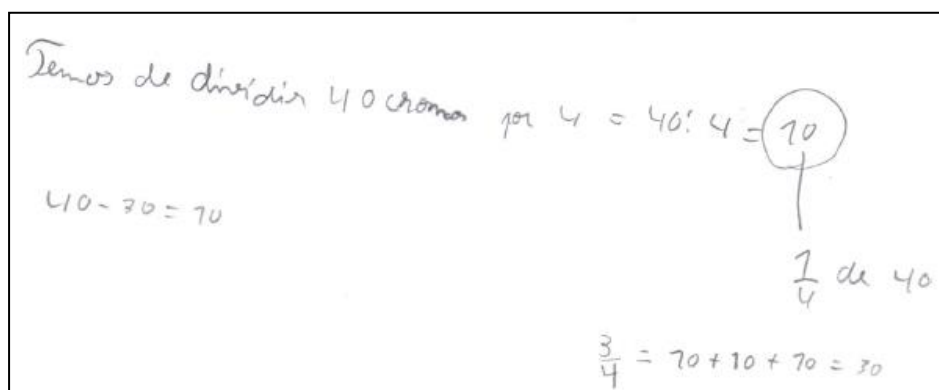 Temos de dividir 40 cromos por 4 = 40:4 = 10
40 - 30 = 10
1/4 de 40
3/4 = 10 + 10 + 10 = 30